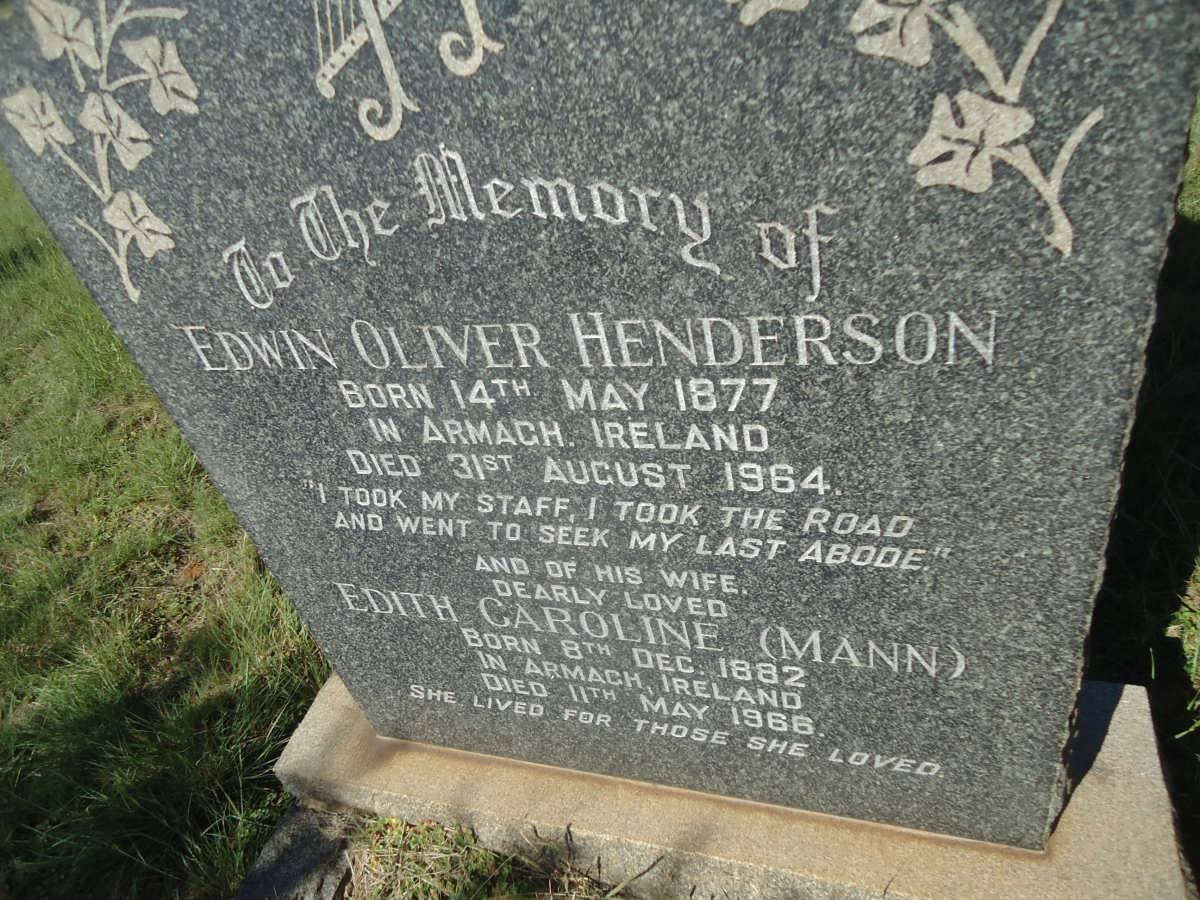 To The Memory of
EDWIN OLIVER HENDERSON
BORN 14TH MAY 1877
IN ARMAGH. IRELAND
DIED 31ST AUGUST 1964.
"I TOOK MY STAFF, I TOOK THE ROAD
AND WENT TO SEEK MY LAST ABODE."
AND OF HIS WIFE.
DEARLY LOVED
EDITH CAROLINE (MANN)
BORN 8TH DEC. 1882
IN ARMAGH, IRELAND
DIED 11TH MAY 1966.
SHE LIVED FOR THOSE SHE LOVED.